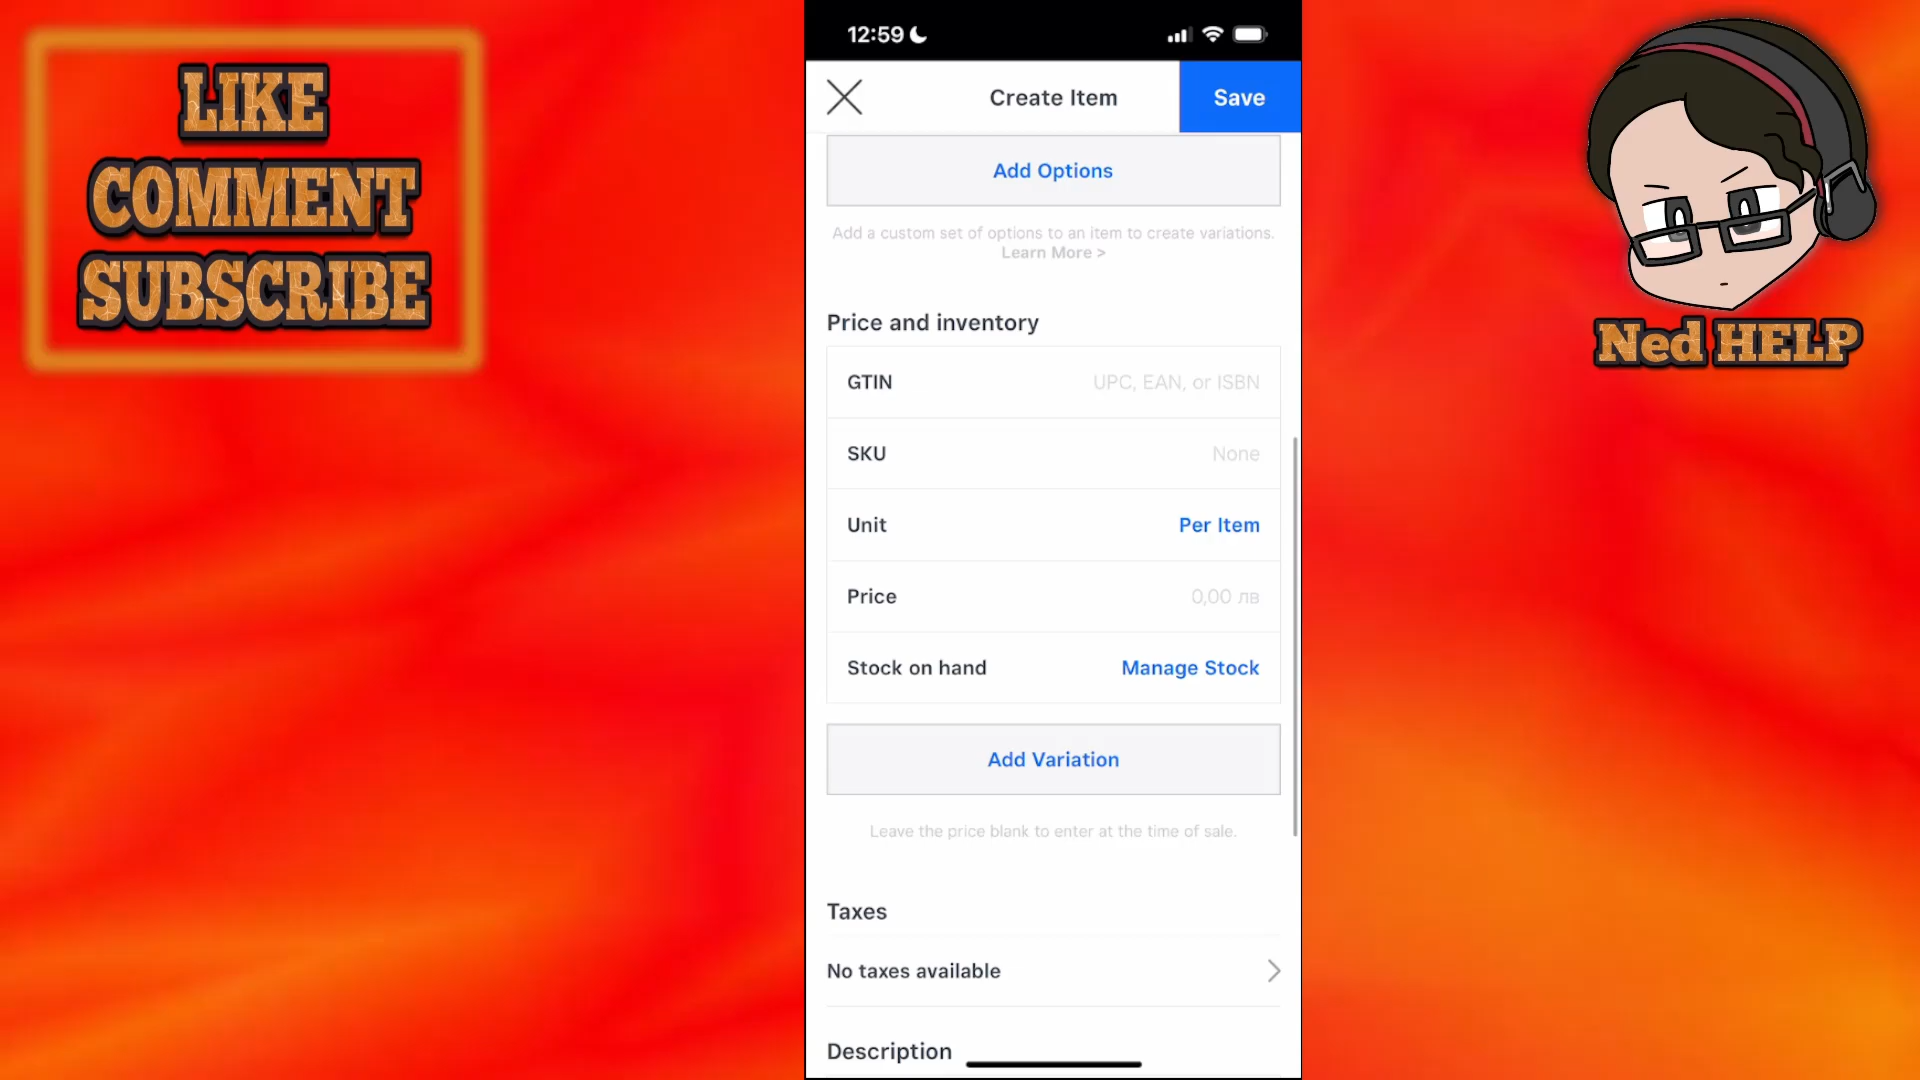 LIKE
COMMENT
SUBSCRIBE
12:59
Create Item
Save
Add Options
Add a custom set of options to an item to create variations.
Learn More >
Price and inventory
GTIN UPC, EAN, or ISBN
SKU None
Unit Per Item
Price 0,00 лв
Stock on hand Manage Stock
Add Variation
Leave the price blank to enter at the time of sale.
Taxes
No taxes available
Description
Ned HELP